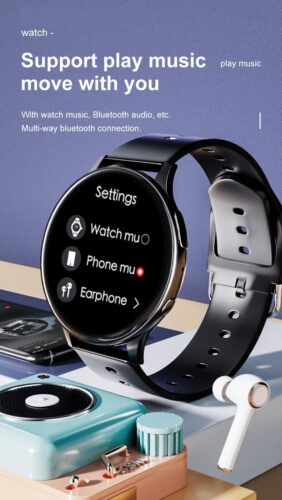 watch -
Support play music
move with you
play music
With watch music, Bluetooth audio, etc.
Multi-way bluetooth connection.
Settings
Watch mu
Phone mu
Earphone